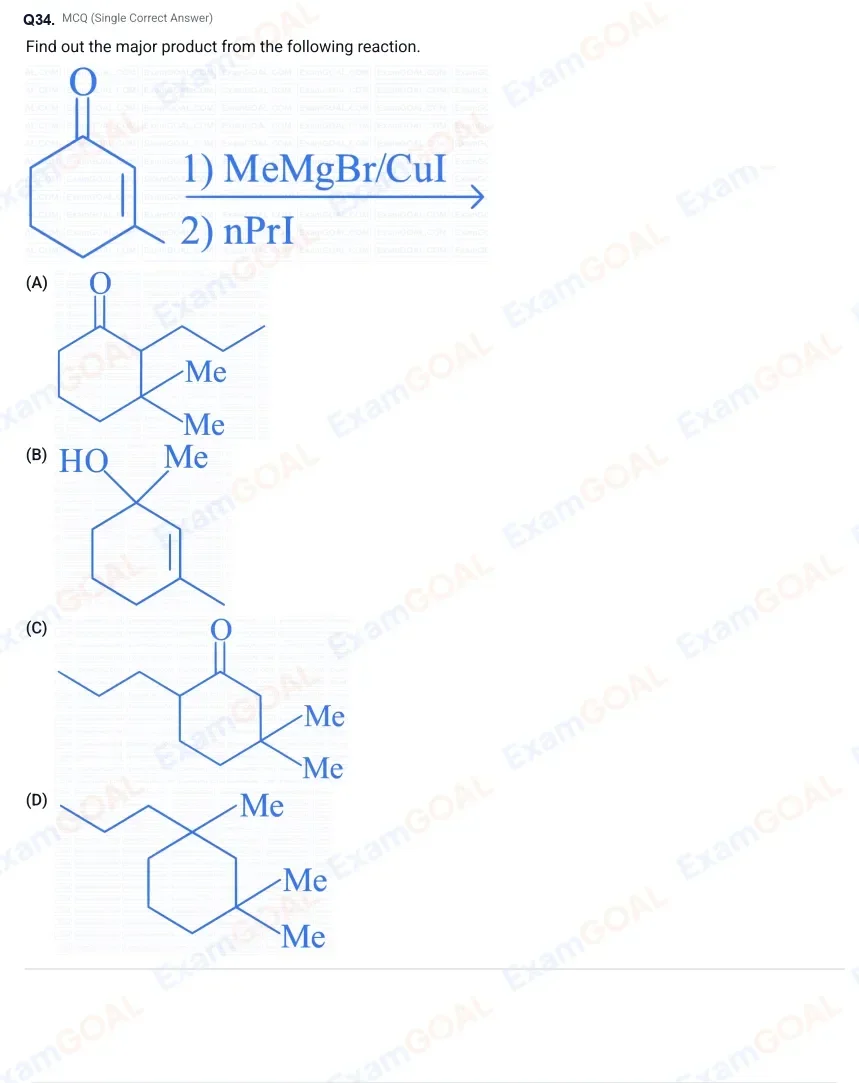 Q34. MCQ (Single Correct Answer)
Find out the major product from the following reaction.
O
1) MeMgBr/CuI
2) nPrI
(A)
O
Me
Me
(B)
HO
Me
(C)
O
Me
Me
(D)
Me
Me
Me
ExamGOAL